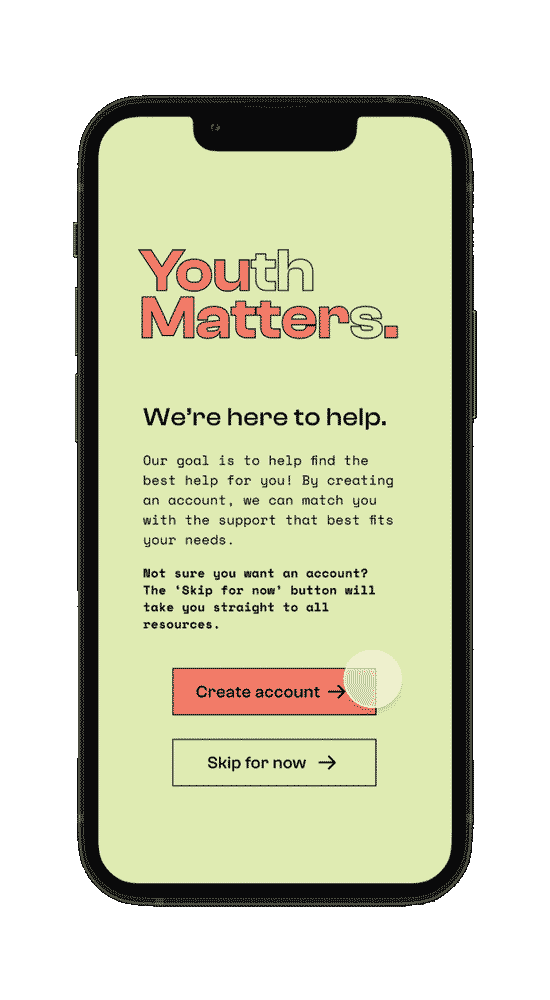 Youth
Matters.
We're here to help.
Our goal is to help find the
best help for you! By creating
an account, we can match you
with the support that best fits
your needs.
Not sure you want an account?
The 'Skip for now' button will
take you straight to all
resources.
Create account →
Skip for now →